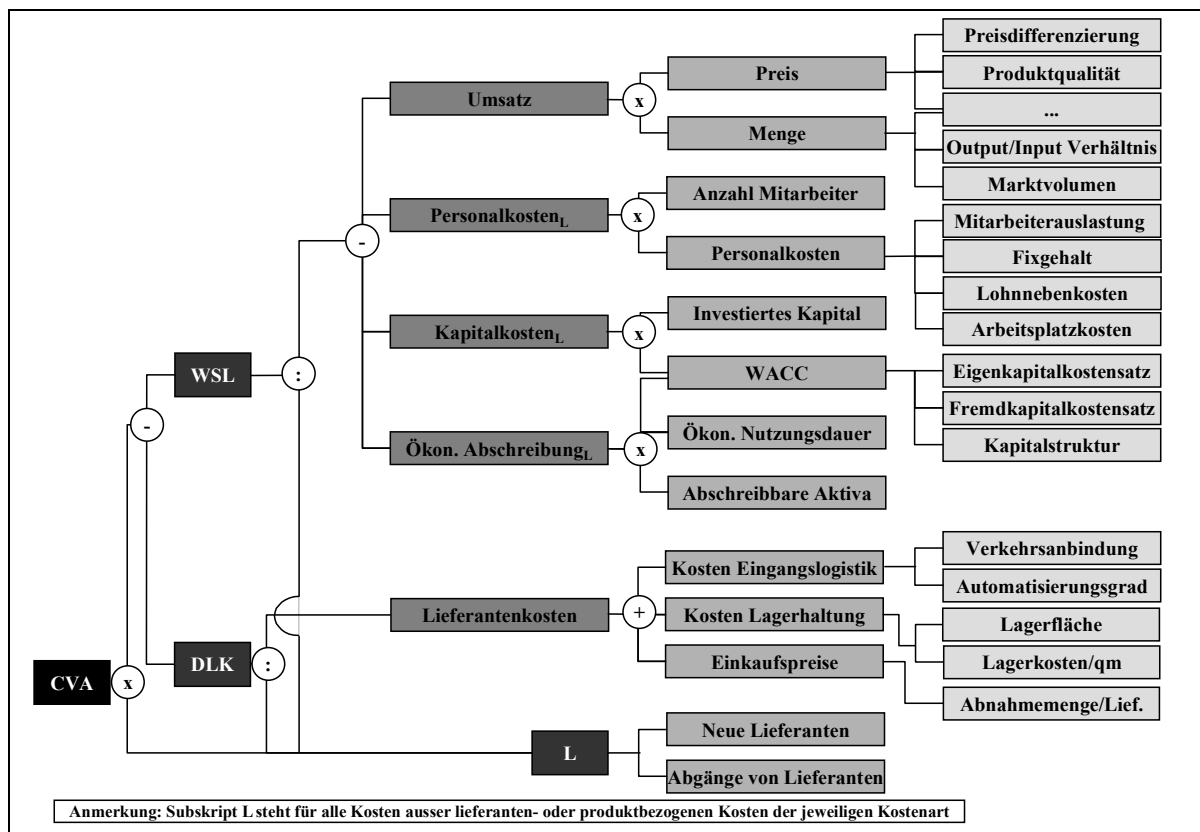 Preisdifferenzierung
Preis
Produktqualität
Umsatz
x
...
Menge
Output/Input Verhältnis
Marktvolumen
Anzahl Mitarbeiter
Personalkosten_L
x
Mitarbeiterauslastung
-
Personalkosten
Fixgehalt
Lohnnebenkosten
Investiertes Kapital
Kapitalkosten_L
x
Arbeitsplatzkosten
WSL
:
WACC
Eigenkapitalkostensatz
Fremdkapitalkostensatz
-
Ökon. Nutzungsdauer
Kapitalstruktur
Ökon. Abschreibung_L
x
Abschreibbare Aktiva
Verkehrsanbindung
Kosten Eingangslogistik
Automatisierungsgrad
Lieferantenkosten
+
Kosten Lagerhaltung
Lagerfläche
DLK
:
Einkaufspreise
Lagerkosten/qm
CVA
x
Abnahmemenge/Lief.
Neue Lieferanten
L
Abgänge von Lieferanten
Anmerkung: Subskript L steht für alle Kosten ausser lieferanten- oder produktbezogenen Kosten der jeweiligen Kostenart